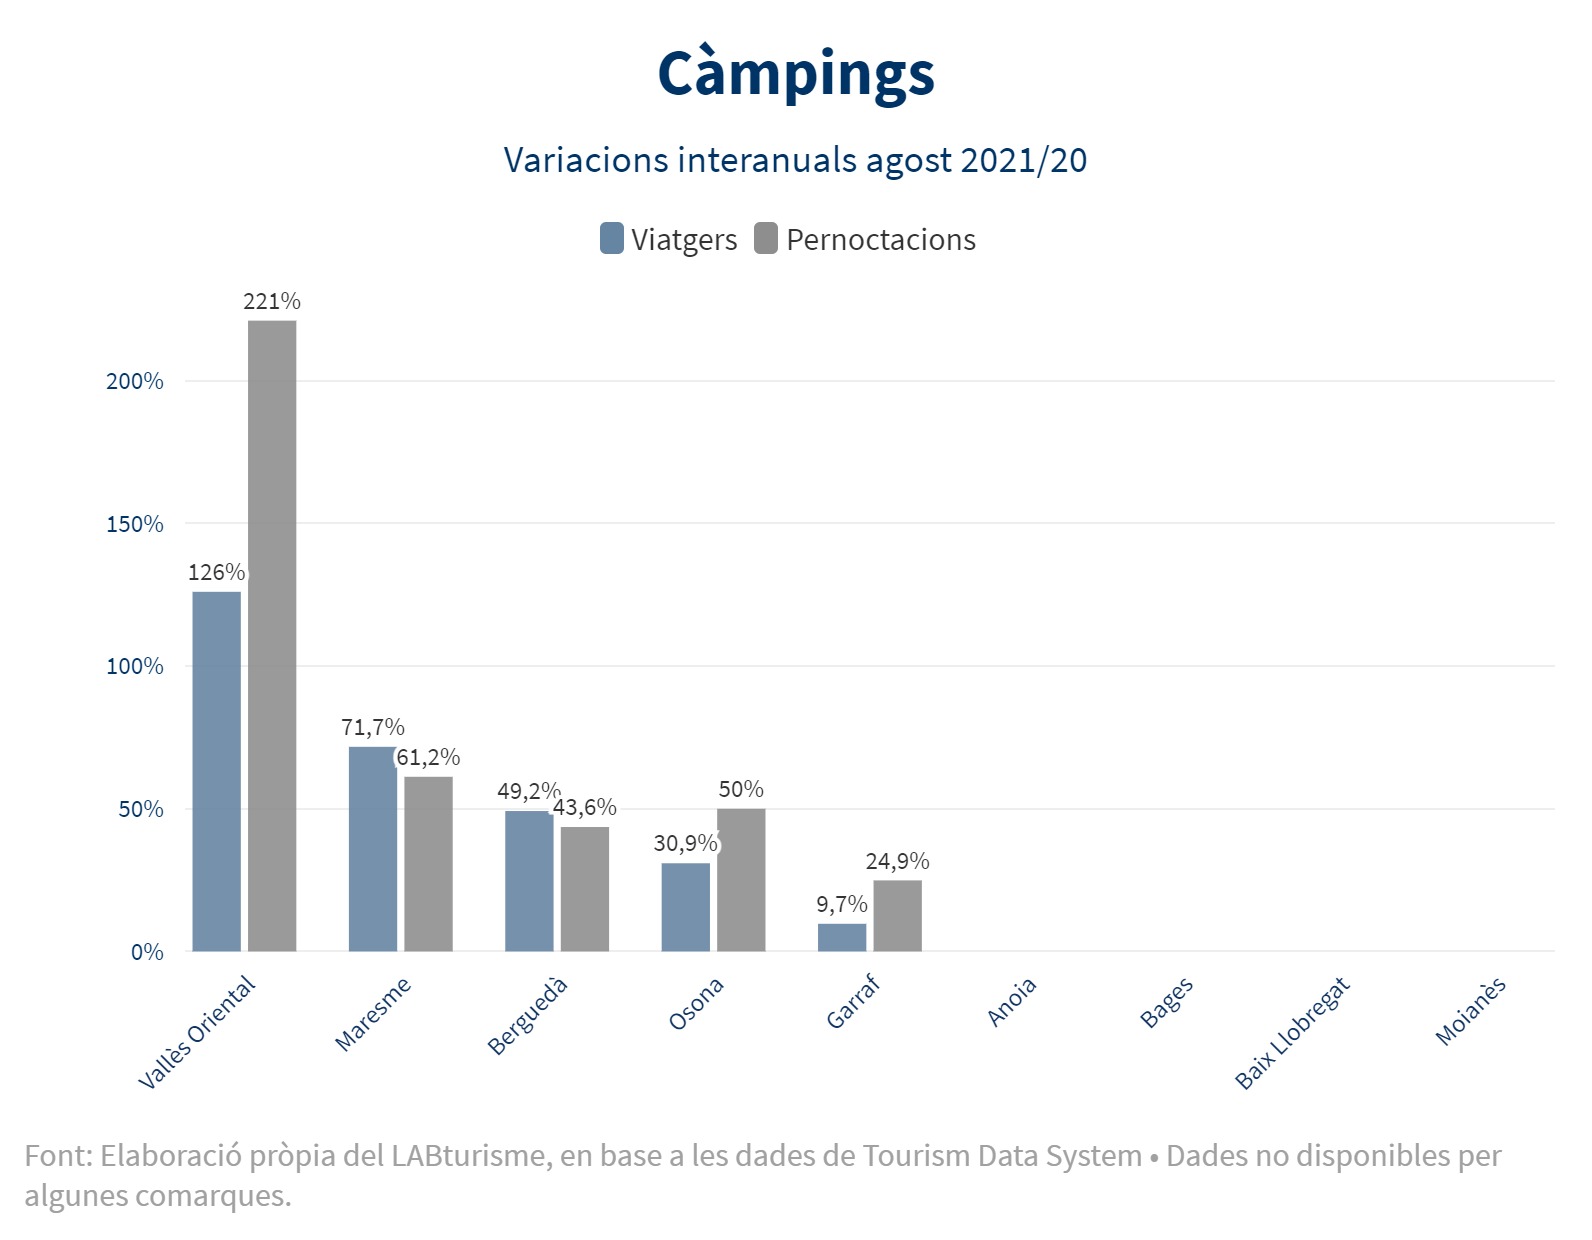 Càmpings
Variacions interanuals agost 2021/20
Viatgers Pernoctacions
221%
200%
150%
126%
100%
71,7%
61,2%
50%
49,2%
43,6%
50%
30,9%
24,9%
9,7%
0%
Vallès Oriental
Maresme
Berguedà
Osona
Garraf
Anoia
Bages
Baix Llobregat
Moianès
Font: Elaboració pròpia del LABturisme, en base a les dades de Tourism Data System • Dades no disponibles per
algunes comarques.